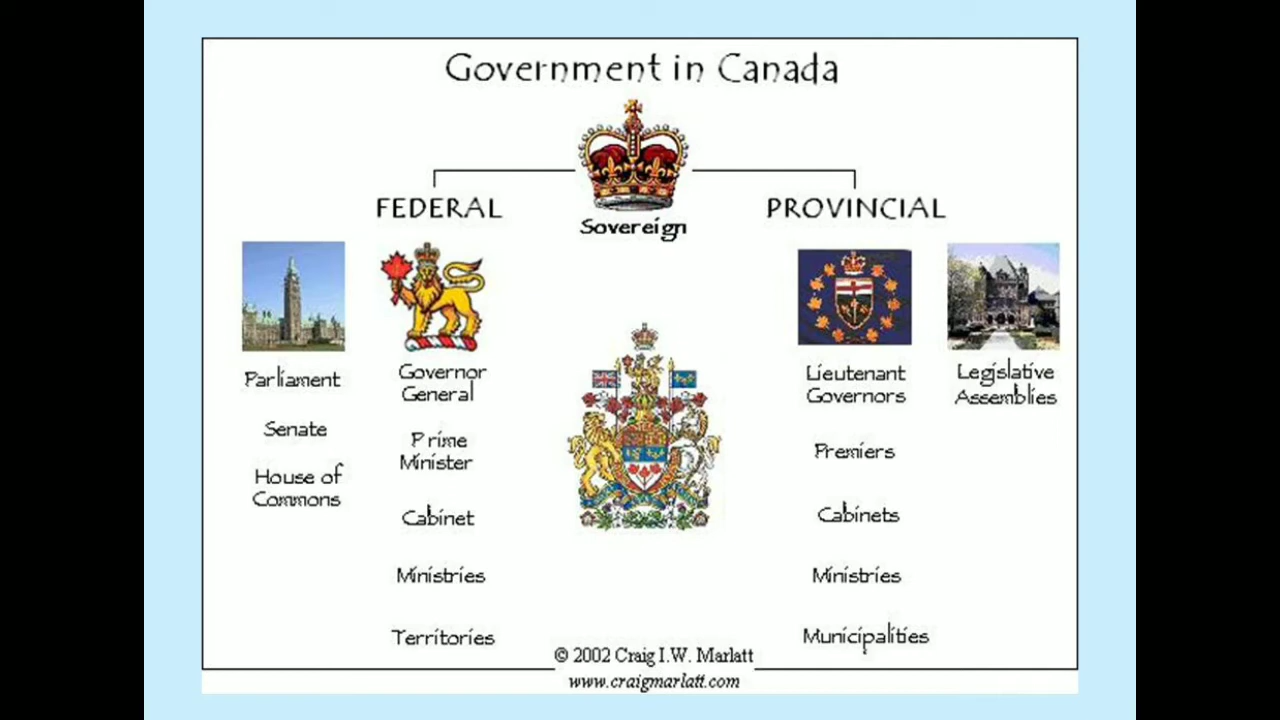 Government in Canada
FEDERAL
Sovereign
PROVINCIAL
Parliament
Senate
House of
Commons
Governor
General
Prime
Minister
Cabinet
Ministries
Territories
Lieutenant
Governors
Premiers
Cabinets
Ministries
Municipalities
Legislative
Assemblies
© 2002 Craig I.W. Marlatt
www.craigmarlatt.com